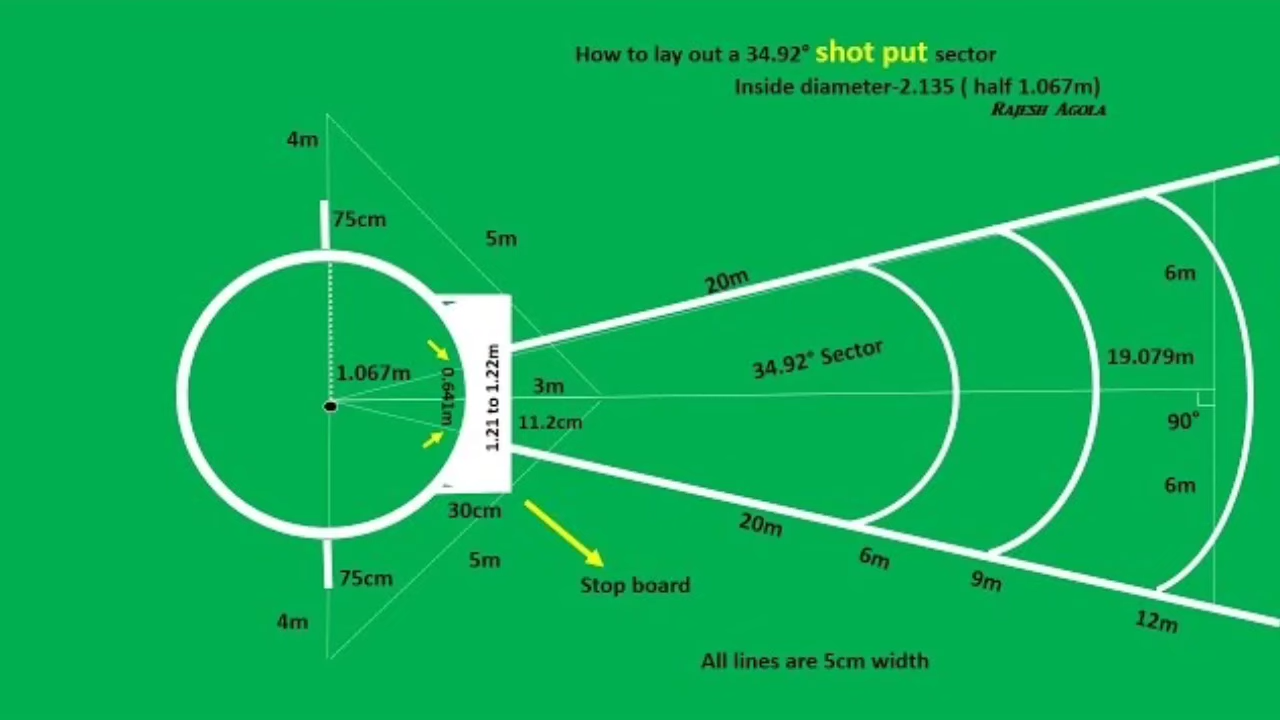 How to lay out a 34.92° shot put sector
Inside diameter-2.135 ( half 1.067m)
RAJESH AGOLA
4m
75cm
5m
20m
6m
1.067m
0.641m
1.21 to 1.22m
3m
11.2cm
34.92° Sector
19.079m
90°
6m
30cm
20m
6m
9m
12m
5m
Stop board
75cm
4m
All lines are 5cm width